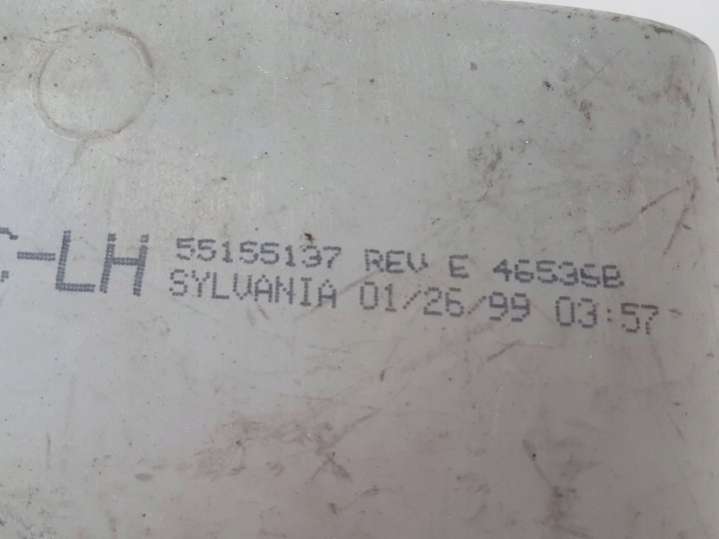 C-LH
55155137 REV E 46535B
SYLVANIA 01/26/99 03:57